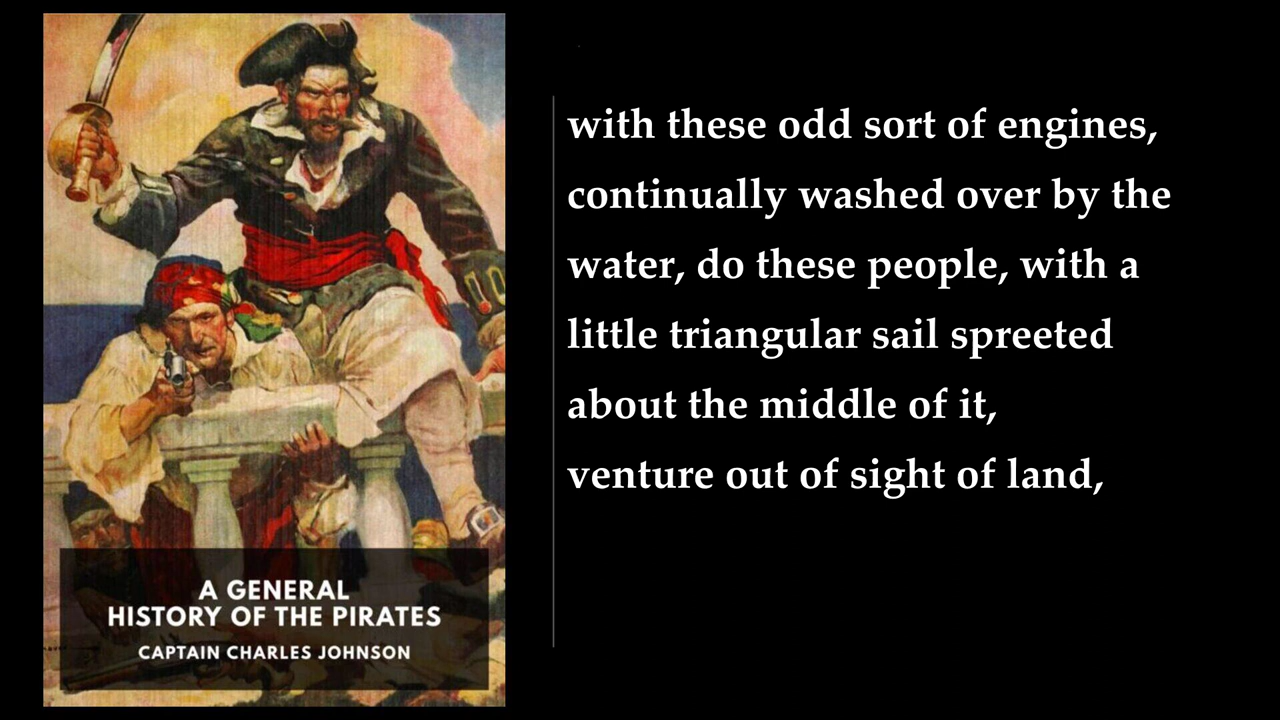 A GENERAL
HISTORY OF THE PIRATES
CAPTAIN CHARLES JOHNSON
with these odd sort of engines,
continually washed over by the
water, do these people, with a
little triangular sail spreeted
about the middle of it,
venture out of sight of land,